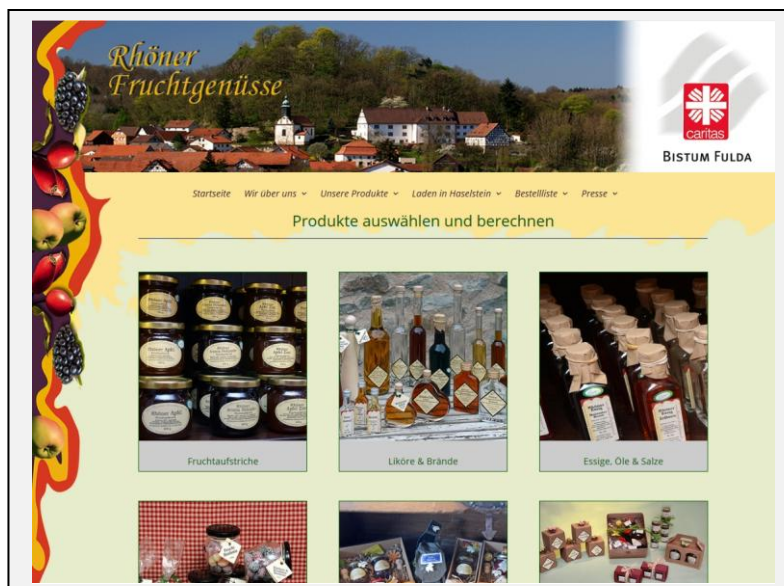 Rhöner
Fruchtgenüsse
caritas
BISTUM FULDA
Startseite Wir über uns Unsere Produkte Laden in Haselstein Bestellliste Presse
Produkte auswählen und berechnen
Fruchtaufstriche
Liköre & Brände
Essige, Öle & Salze